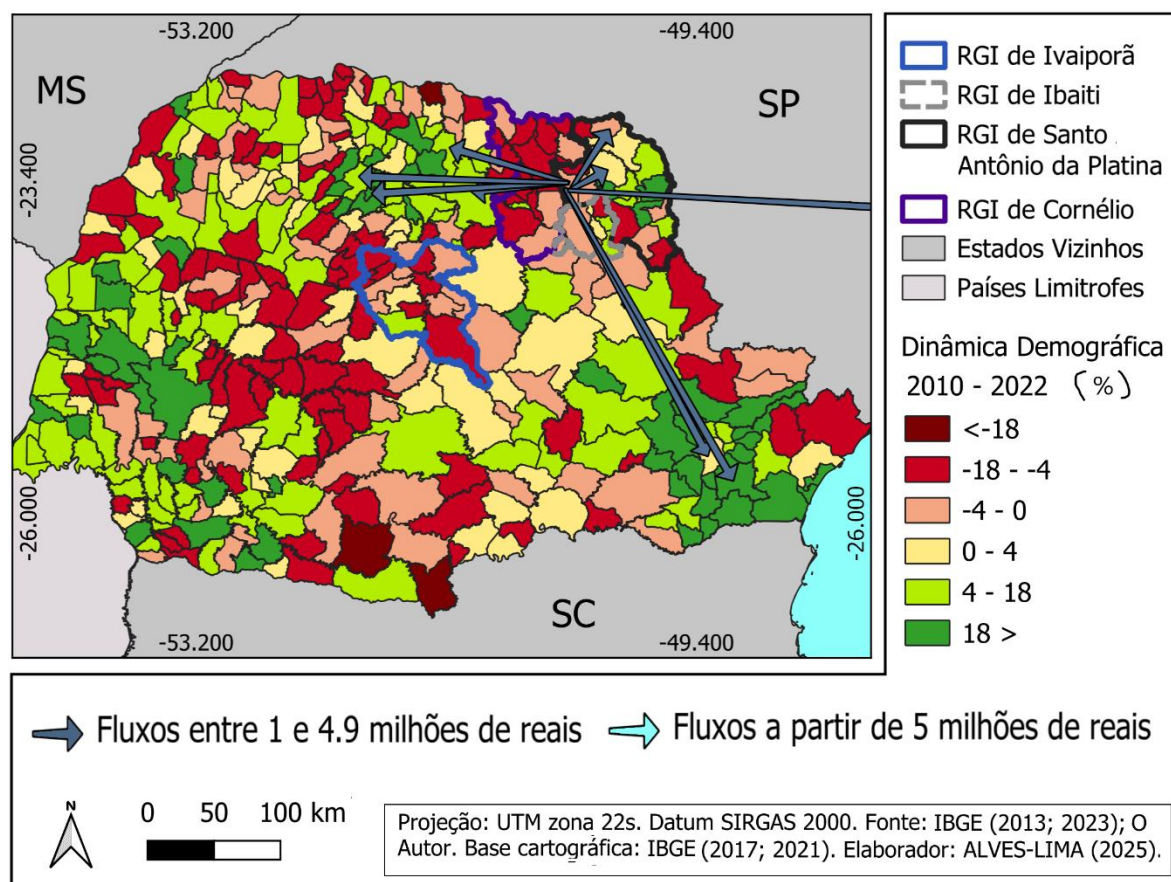 -53.200
-49.400
MS
SP
-23.400
-26.000
-26.000
SC
-53.200
-49.400
RGI de Ivaiporã
RGI de Ibaiti
RGI de Santo
Antônio da Platina
RGI de Cornélio
Estados Vizinhos
Países Limitrofes
Dinâmica Demográfica
2010 - 2022 (%)
<-18
-18 - -4
-4 - 0
0 - 4
4 - 18
18 >
Fluxos entre 1 e 4.9 milhões de reais
Fluxos a partir de 5 milhões de reais
N
0 50 100 km
Projeção: UTM zona 22s. Datum SIRGAS 2000. Fonte: IBGE (2013; 2023); O
Autor. Base cartográfica: IBGE (2017; 2021). Elaborador: ALVES-LIMA (2025).